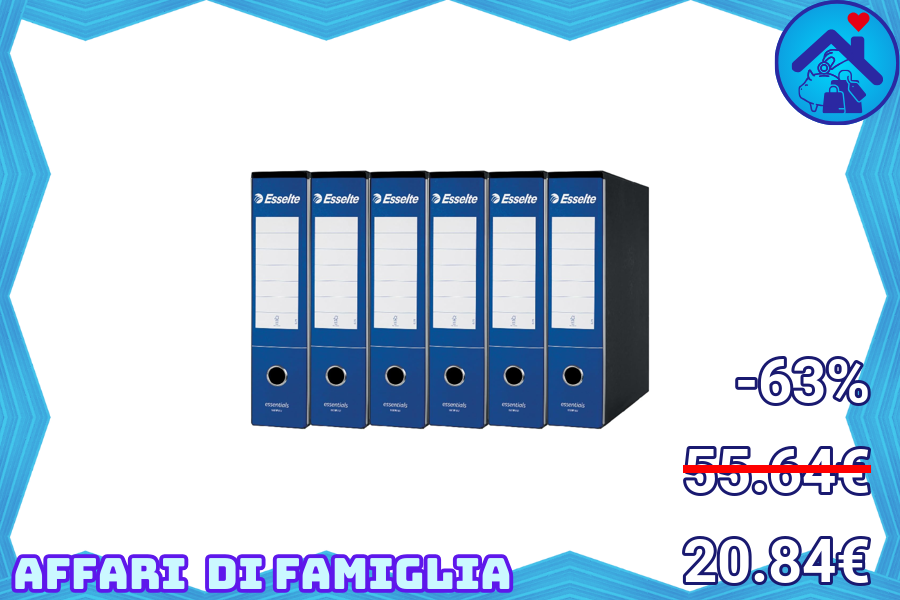 Esselte Esselte Esselte Esselte Esselte Esselte
essentials essentials essentials essentials essentials essentials
-63%
55.64€
20.84€
AFFARI DI FAMIGLIA